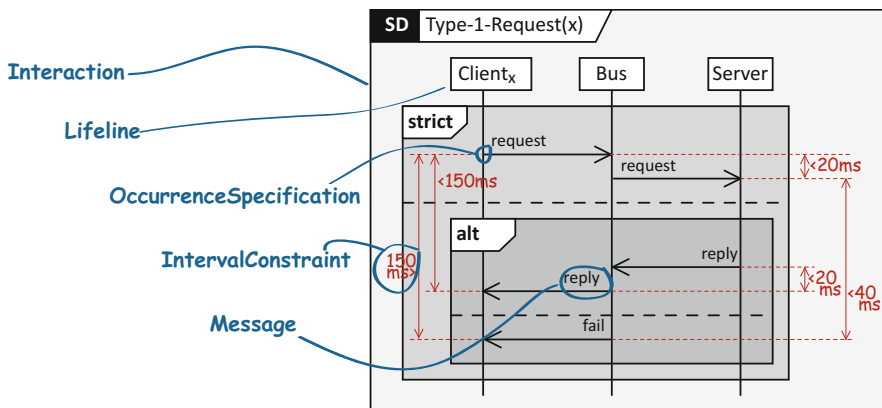 SD Type-1-Request(x)
Interaction
Clientₓ Bus Server
Lifeline
strict
request
<150ms
request
<20ms
OccurrenceSpecification
alt
reply
IntervalConstraint
150
ms>
reply
<20
ms
<40
ms
Message
fail